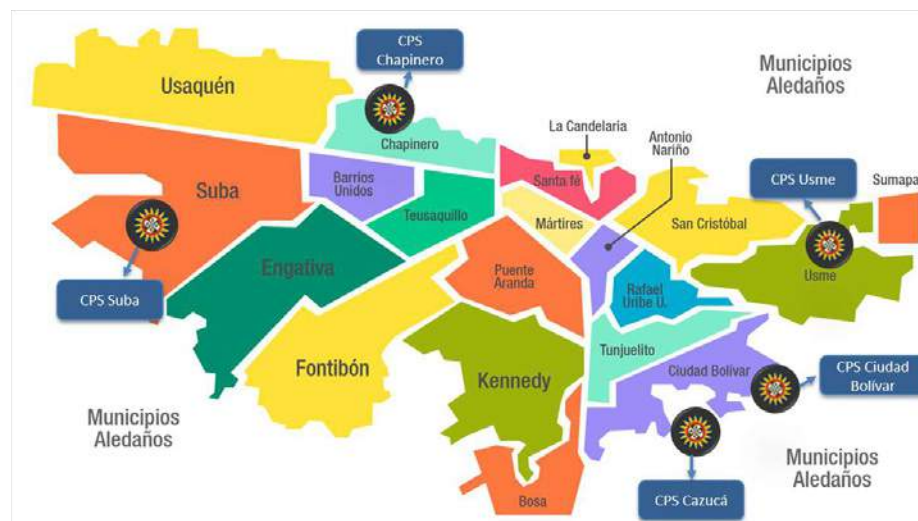 CPS
Chapinero
Usaquén
Municipios
Aledaños
La Candelaria
Antonio
Nariño
Chapinero
Barrios
Unidos
Santa fé
CPS Usme
Sumapa
Suba
Teusaquillo
Mártires
San Cristóbal
Engativa
Puente
Aranda
Usme
CPS Suba
Rafael
Uribe U.
Fontibón
Kennedy
Tunjuelito
Ciudad Bolívar
CPS Ciudad
Bolívar
Municipios
Aledaños
Municipios
Aledaños
CPS Cazucá
Bosa